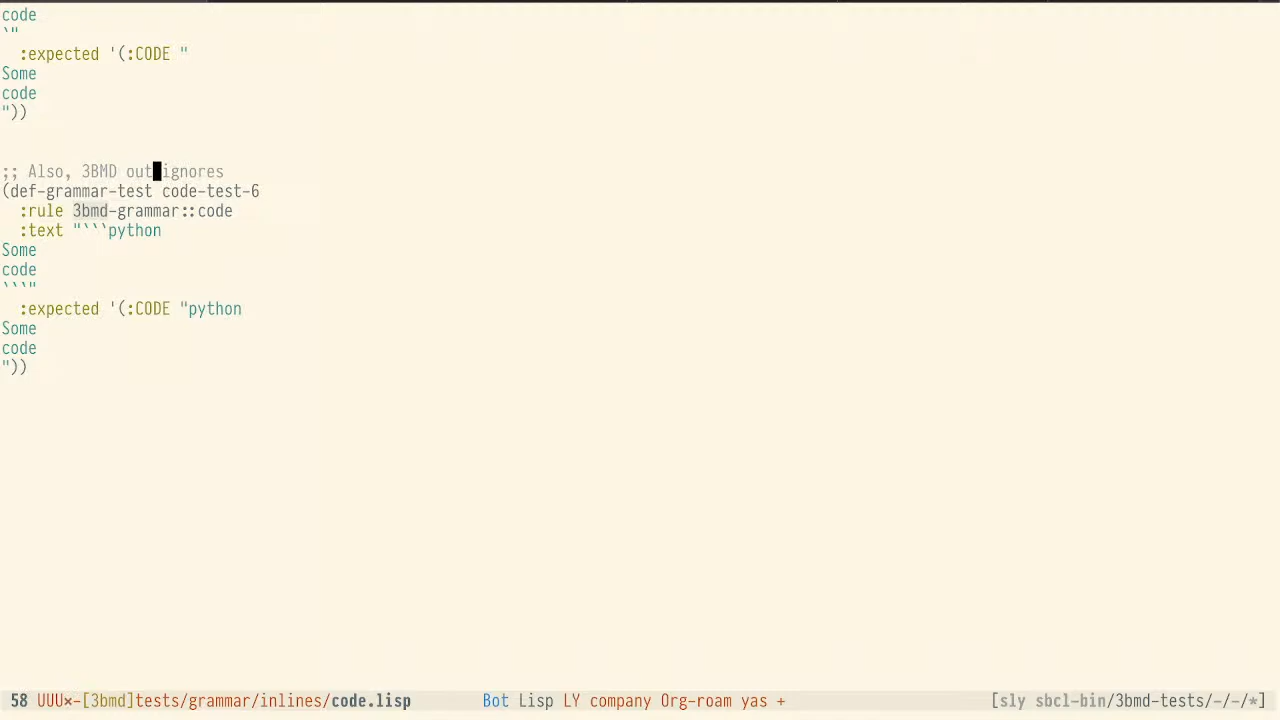 code
`"
  :expected '(:CODE "
Some
code
"))
;; Also, 3BMD out ignores
(def-grammar-test code-test-6
  :rule 3bmd-grammar::code
  :text "```python
Some
code
```"
  :expected '(:CODE "python
Some
code
"))
58 UUU×-[3bmd]tests/grammar/inlines/code.lisp Bot Lisp LY company Org-roam yas + [sly sbcl-bin/3bmd-tests/-/-/*]